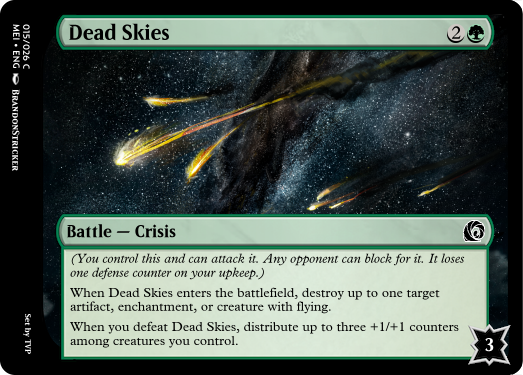 Dead Skies
2
Battle — Crisis
(You control this and can attack it. Any opponent can block for it. It loses
one defense counter on your upkeep.)
When Dead Skies enters the battlefield, destroy up to one target
artifact, enchantment, or creature with flying.
When you defeat Dead Skies, distribute up to three +1/+1 counters
among creatures you control.
3
015/026 C
MEI • ENG BRANDONSTRICKER
Set by TVP